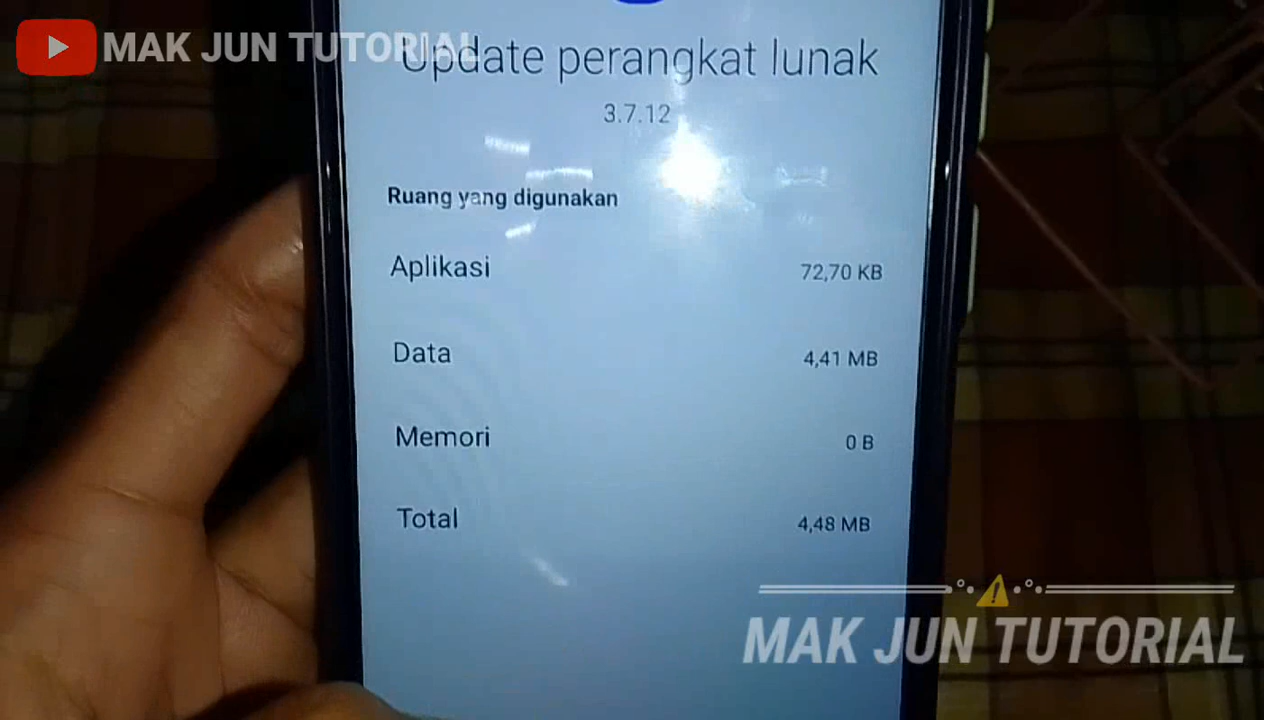 MAK JUN TUTORIAL
Update perangkat lunak
3.7.12
Ruang yang digunakan
Aplikasi 72,70 KB
Data 4,41 MB
Memori 0 B
Total 4,48 MB
MAK JUN TUTORIAL